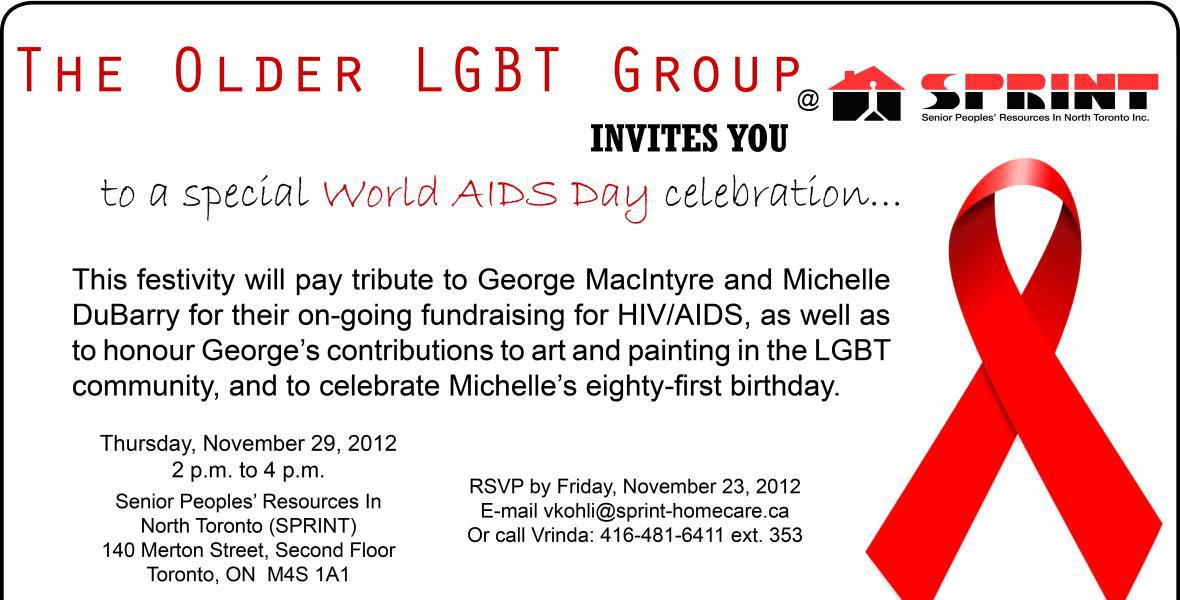 THE OLDER LGBT GROUP
@ SPRINT
Senior Peoples' Resources In North Toronto Inc.
INVITES YOU
to a special World AIDS Day celebration...
This festivity will pay tribute to George MacIntyre and Michelle
DuBarry for their on-going fundraising for HIV/AIDS, as well as
to honour George's contributions to art and painting in the LGBT
community, and to celebrate Michelle's eighty-first birthday.
Thursday, November 29, 2012
2 p.m. to 4 p.m.
Senior Peoples' Resources In
North Toronto (SPRINT)
140 Merton Street, Second Floor
Toronto, ON M4S 1A1
RSVP by Friday, November 23, 2012
E-mail vkohli@sprint-homecare.ca
Or call Vrinda: 416-481-6411 ext. 353